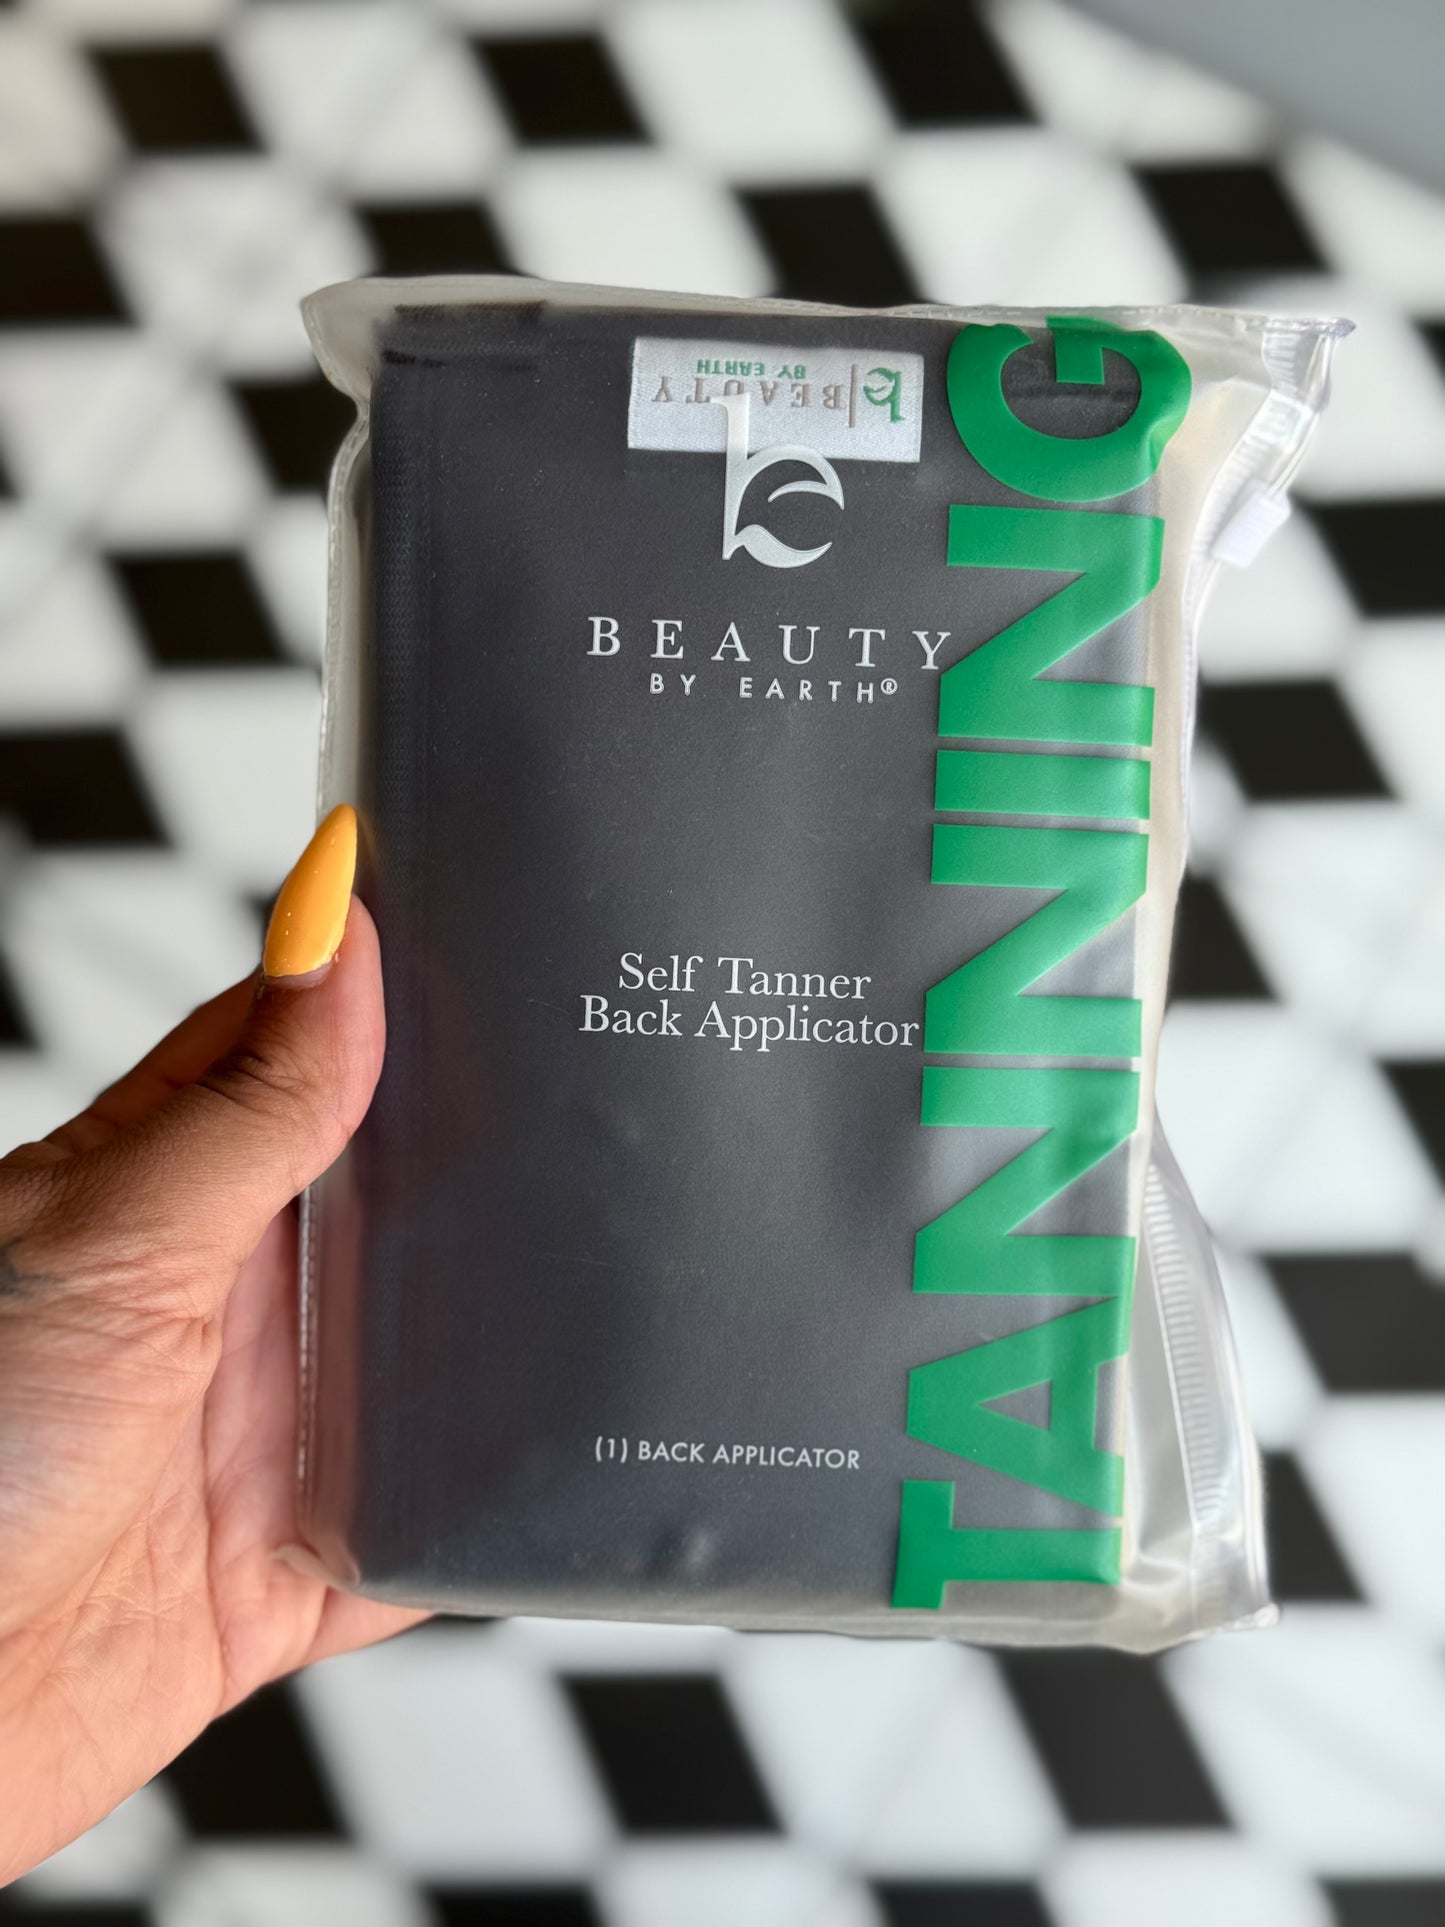 BEAUTY
BY EARTH
BEAUTY
BY EARTH®
Self Tanner
Back Applicator
(1) BACK APPLICATOR
TANNING